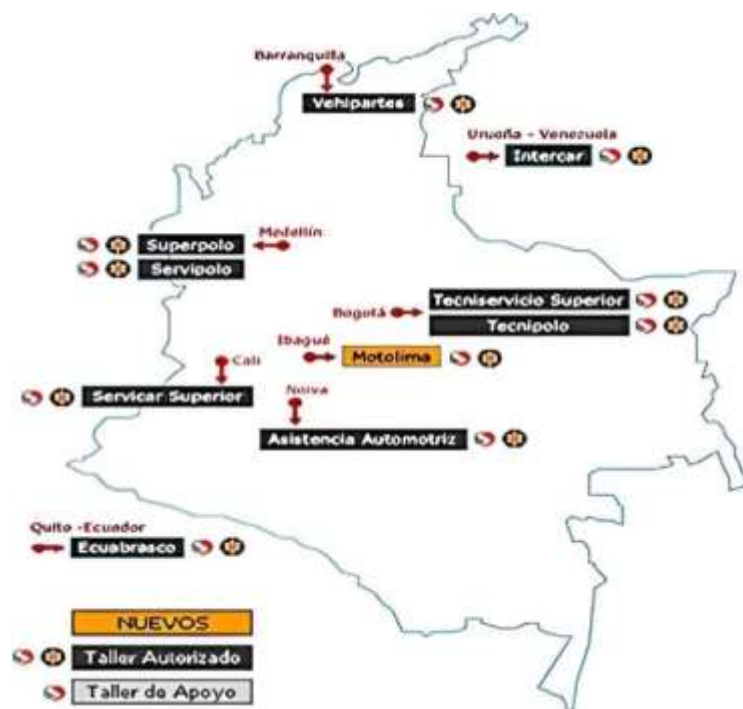 Barranquilla
Vehipartes
Urueña - Venezuela
Intercar
Medellín
Superpolo
Servipolo
Bogotá
Tecniservicio Superior
Tecnipolo
Ibagué
Motolima
Cali
Servicar Superior
Neiva
Asistencia Automotriz
Quito -Ecuador
Ecuabrasco
NUEVOS
Taller Autorizado
Taller de Apoyo